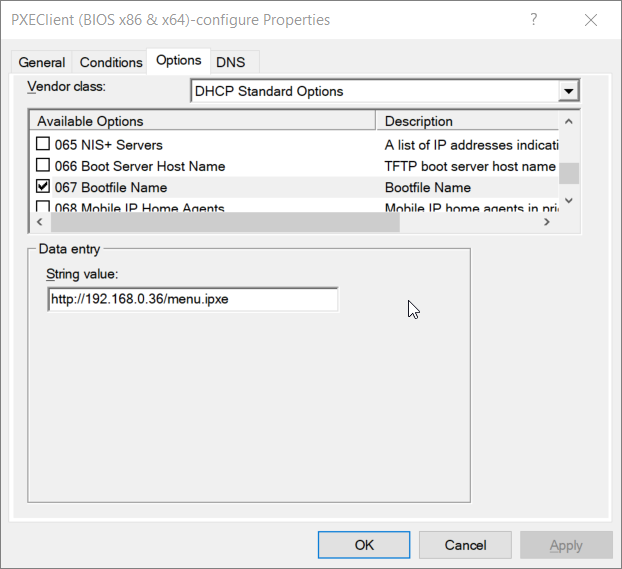 PXEClient (BIOS x86 & x64)-configure Properties ?
General Conditions Options DNS
Vendor class: DHCP Standard Options
Available Options Description
065 NIS+ Servers A list of IP addresses indicati
066 Boot Server Host Name TFTP boot server host name
067 Bootfile Name Bootfile Name
068 Mobile IP Home Agents Mobile IP home agents in pri
Data entry
String value:
http://192.168.0.36/menu.ipxe
OK Cancel Apply